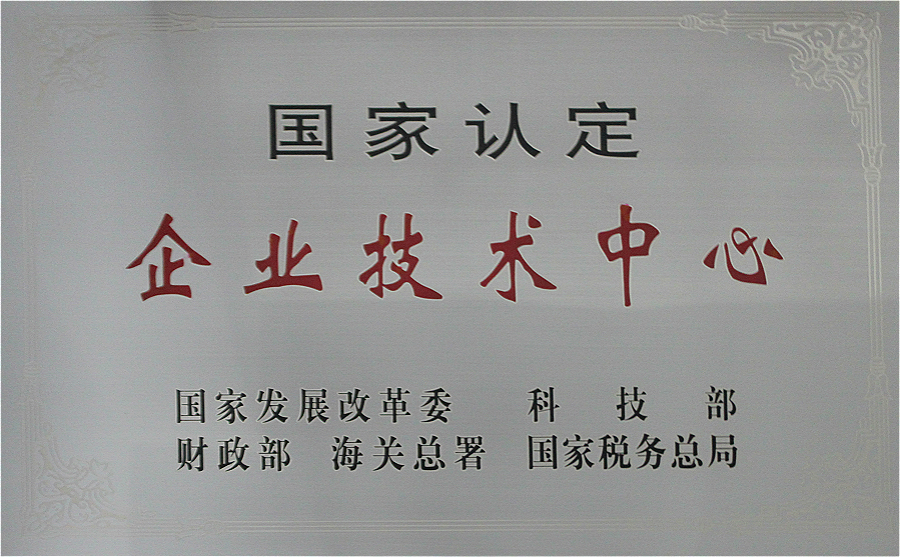 国家认定
企业技术中心
国家发展改革委 科技部
财政部 海关总署 国家税务总局